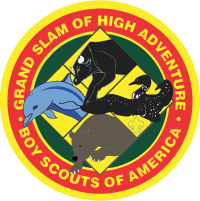 GRAND SLAM OF HIGH ADVENTURE
• BOY SCOUTS OF AMERICA •